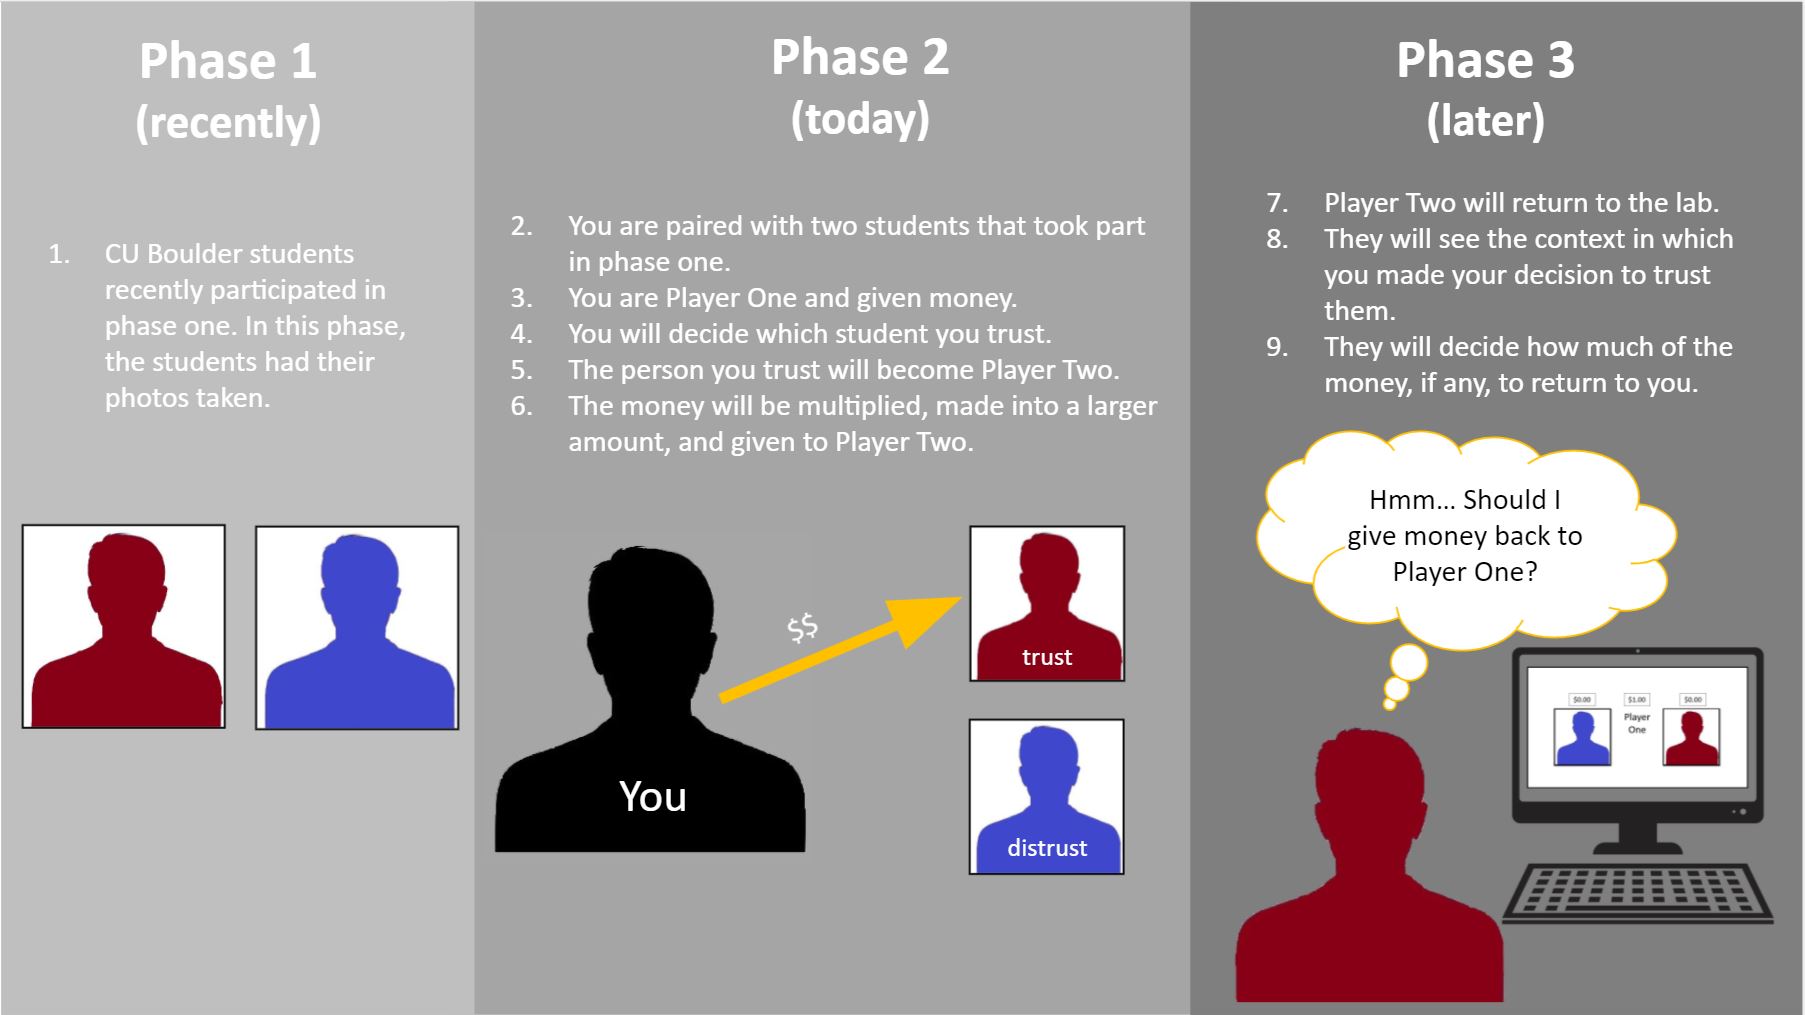 Phase 1
(recently)
1. CU Boulder students
recently participated in
phase one. In this phase,
the students had their
photos taken.
Phase 2
(today)
2. You are paired with two students that took part
in phase one.
3. You are Player One and given money.
4. You will decide which student you trust.
5. The person you trust will become Player Two.
6. The money will be multiplied, made into a larger
amount, and given to Player Two.
$$
You
trust
distrust
Phase 3
(later)
7. Player Two will return to the lab.
8. They will see the context in which
you made your decision to trust
them.
9. They will decide how much of the
money, if any, to return to you.
Hmm... Should I
give money back to
Player One?
$0.00 $1.00 $0.00
Player
One